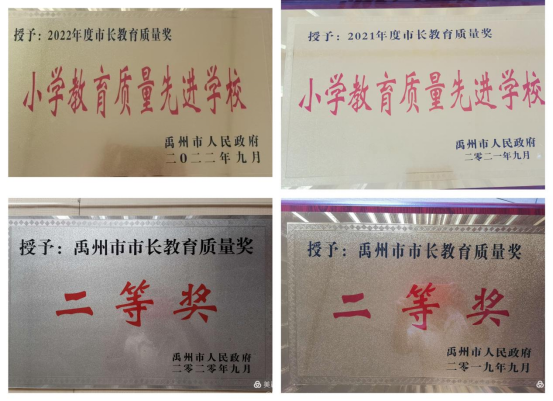 授予：2022年度市长教育质量奖
小学教育质量先进学校
禹州市人民政府
二〇二二年九月
授予：2021年度市长教育质量奖
小学教育质量先进学校
禹州市人民政府
二零二一年九月
授予：禹州市市长教育质量奖
二等奖
禹州市人民政府
二零二零年九月
授予：禹州市市长教育质量奖
二等奖
禹州市人民政府
二零一九年九月